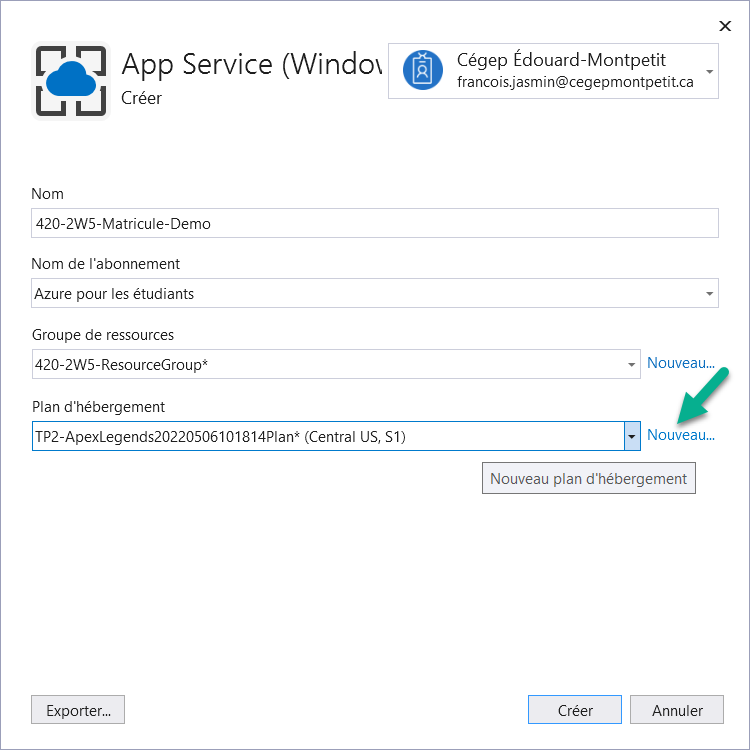 App Service (Window
Créer
Cégep Édouard-Montpetit
francois.jasmin@cegepmontpetit.ca
Nom
420-2W5-Matricule-Demo
Nom de l'abonnement
Azure pour les étudiants
Groupe de ressources
420-2W5-ResourceGroup*
Nouveau...
Plan d'hébergement
TP2-ApexLegends20220506101814Plan* (Central US, S1)
Nouveau...
Nouveau plan d'hébergement
Exporter...
Créer
Annuler